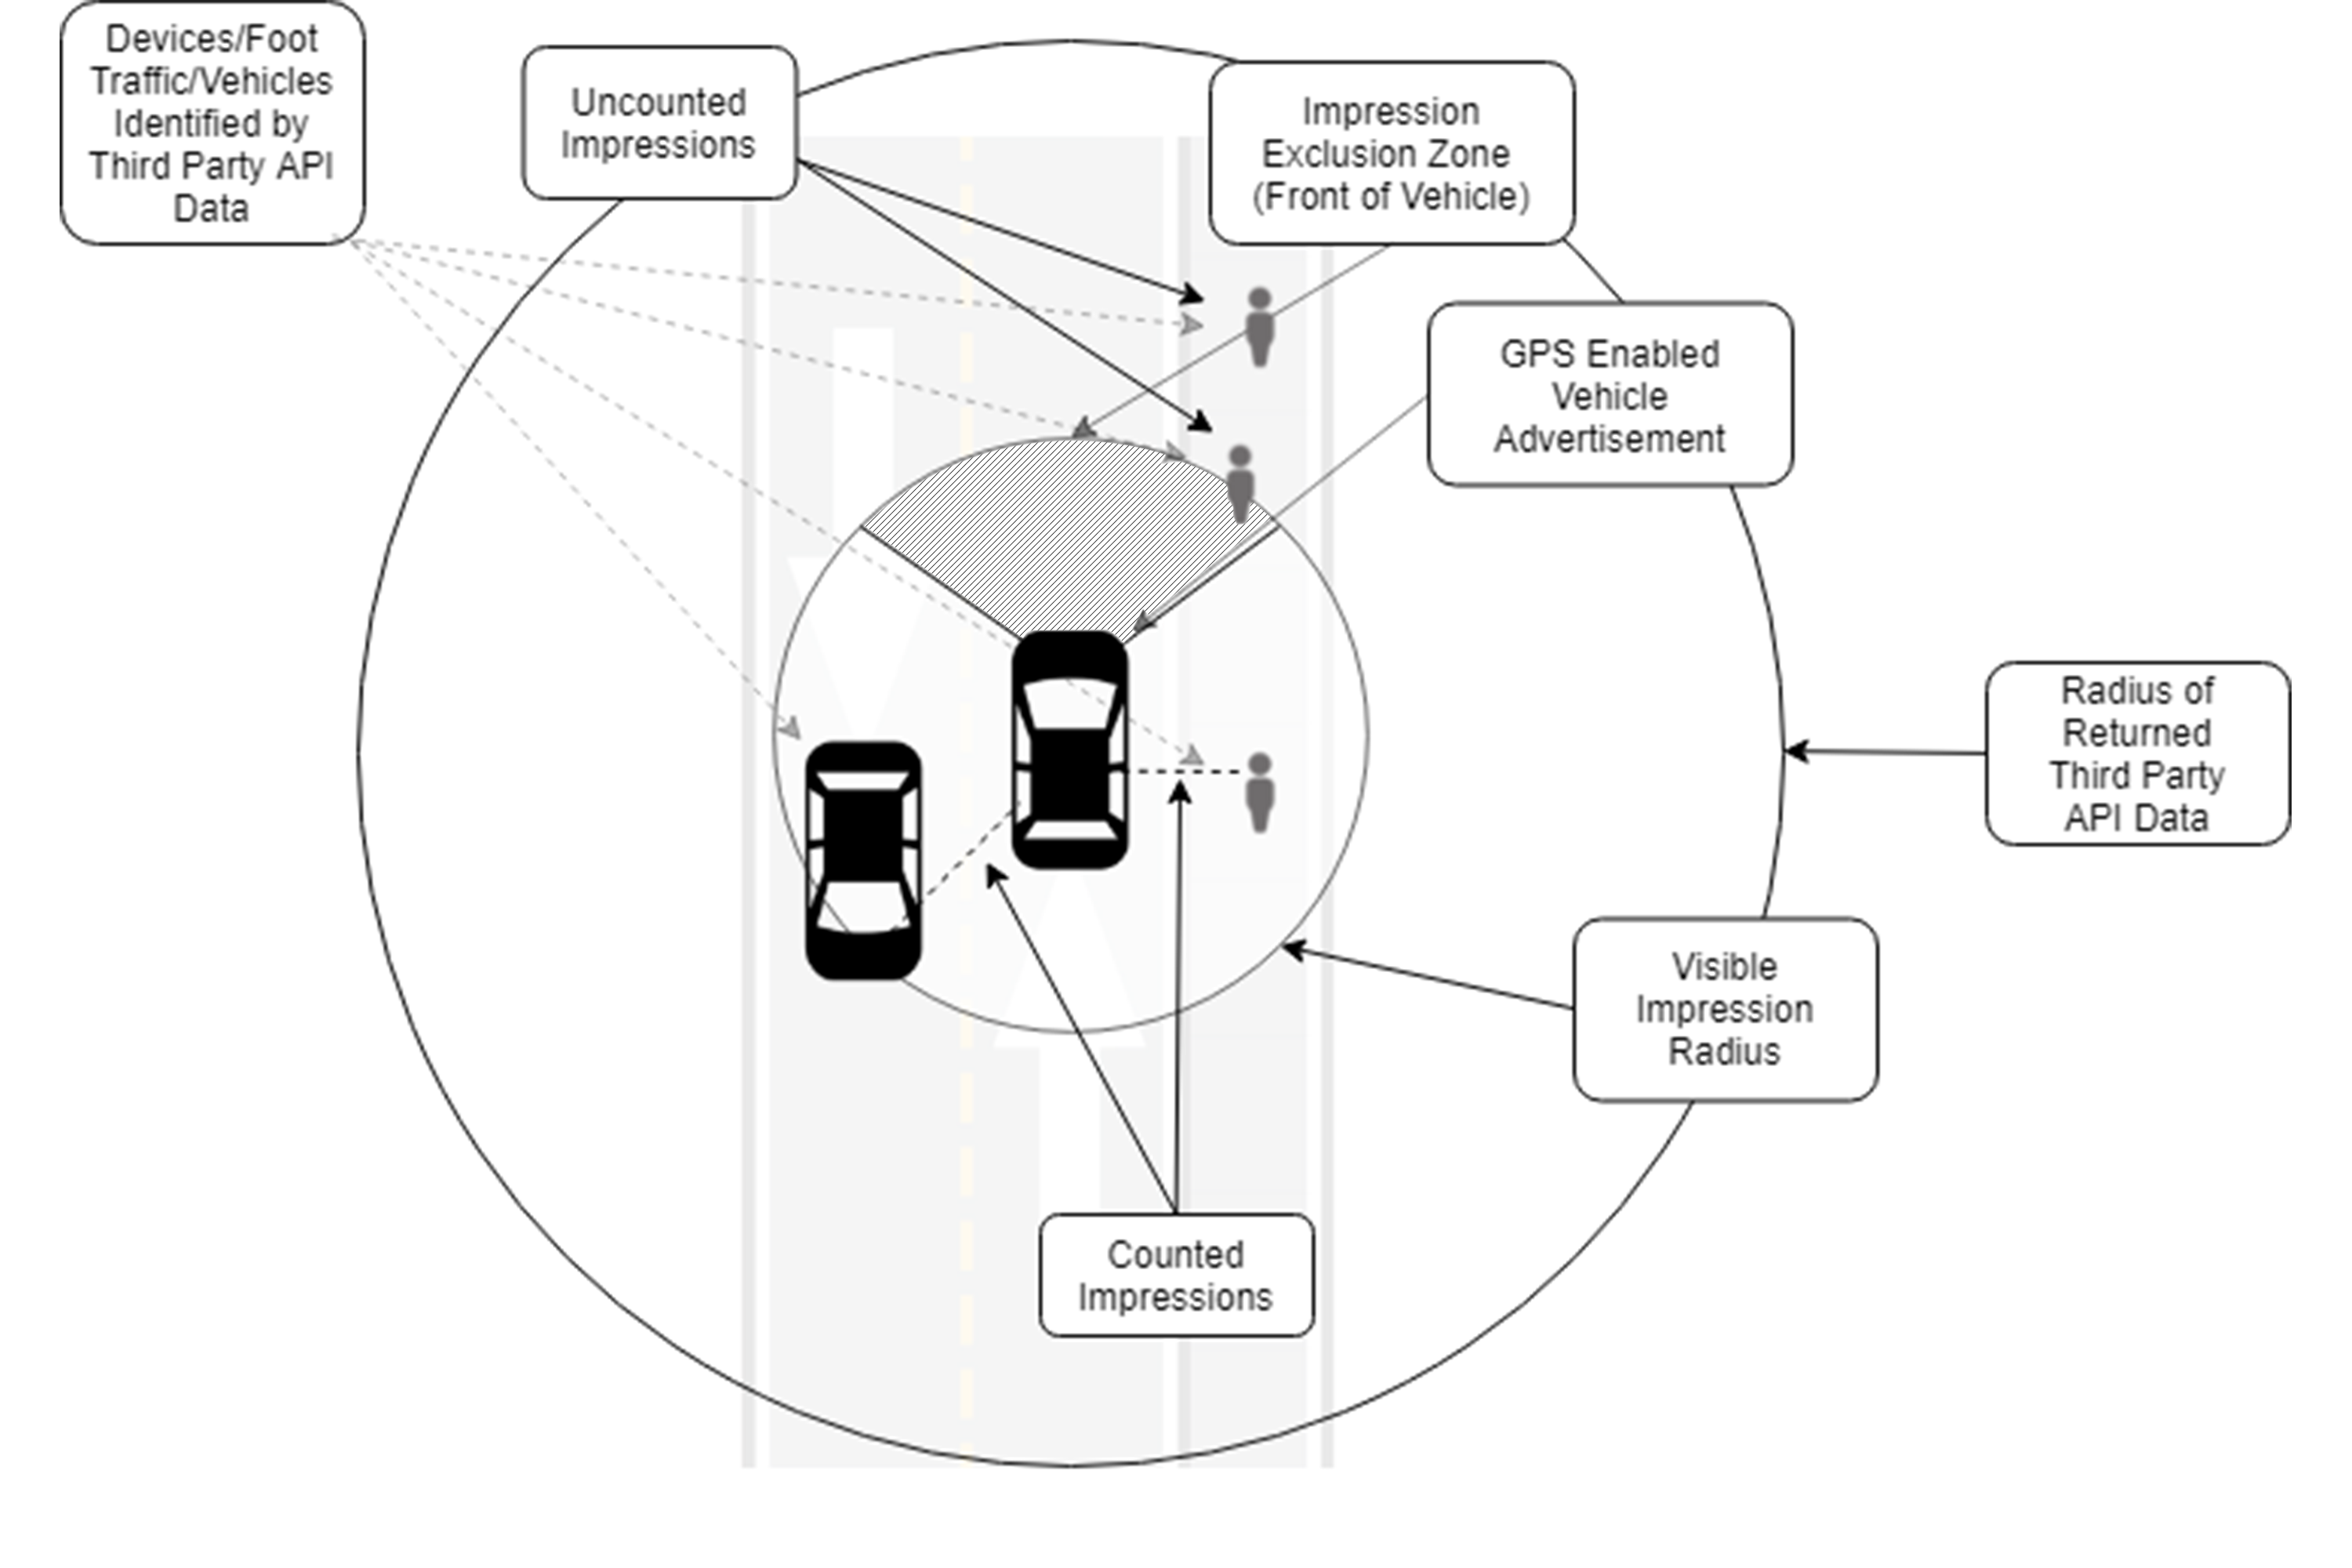 Devices/Foot
Traffic/Vehicles
Identified by
Third Party API
Data
Uncounted
Impressions
Impression
Exclusion Zone
(Front of Vehicle)
GPS Enabled
Vehicle
Advertisement
Radius of
Returned
Third Party
API Data
Visible
Impression
Radius
Counted
Impressions